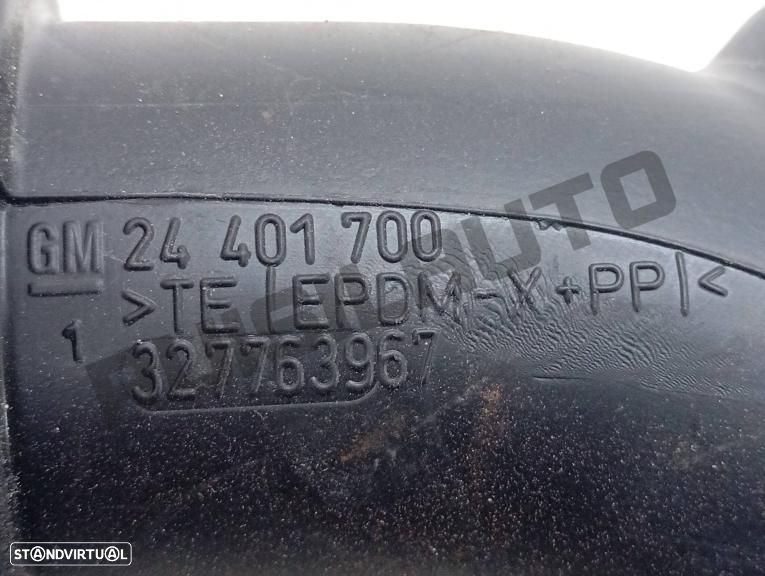 GM 24 401 700
>TE (EPDM-X+PP)<
1 327763967
STANDVIRTUAL